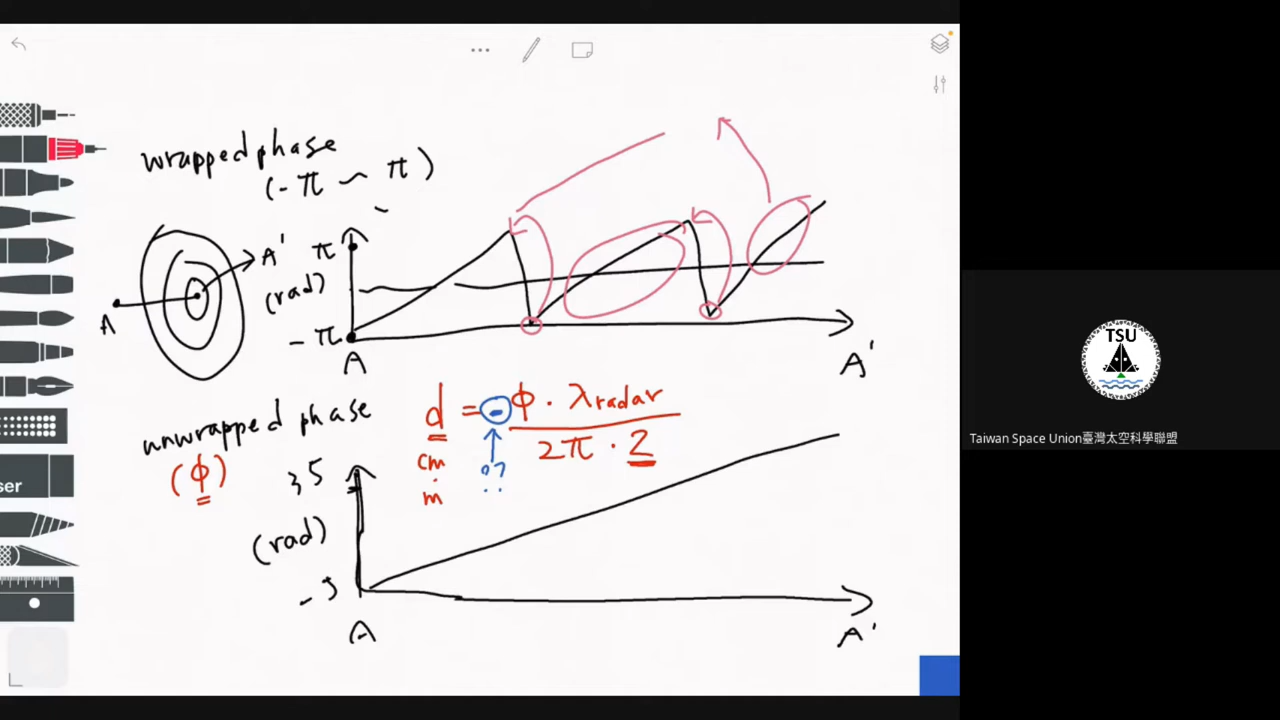 wrapped phase
(-π ~ π)
A'
A
π
(rad)
-π
A
A'
unwrapped phase
(ϕ)
d = - ϕ · λradar
2π · 2
cm
m
??
35
(rad)
A
A'
ser
TSU
Taiwan Space Union臺灣太空科學聯盟